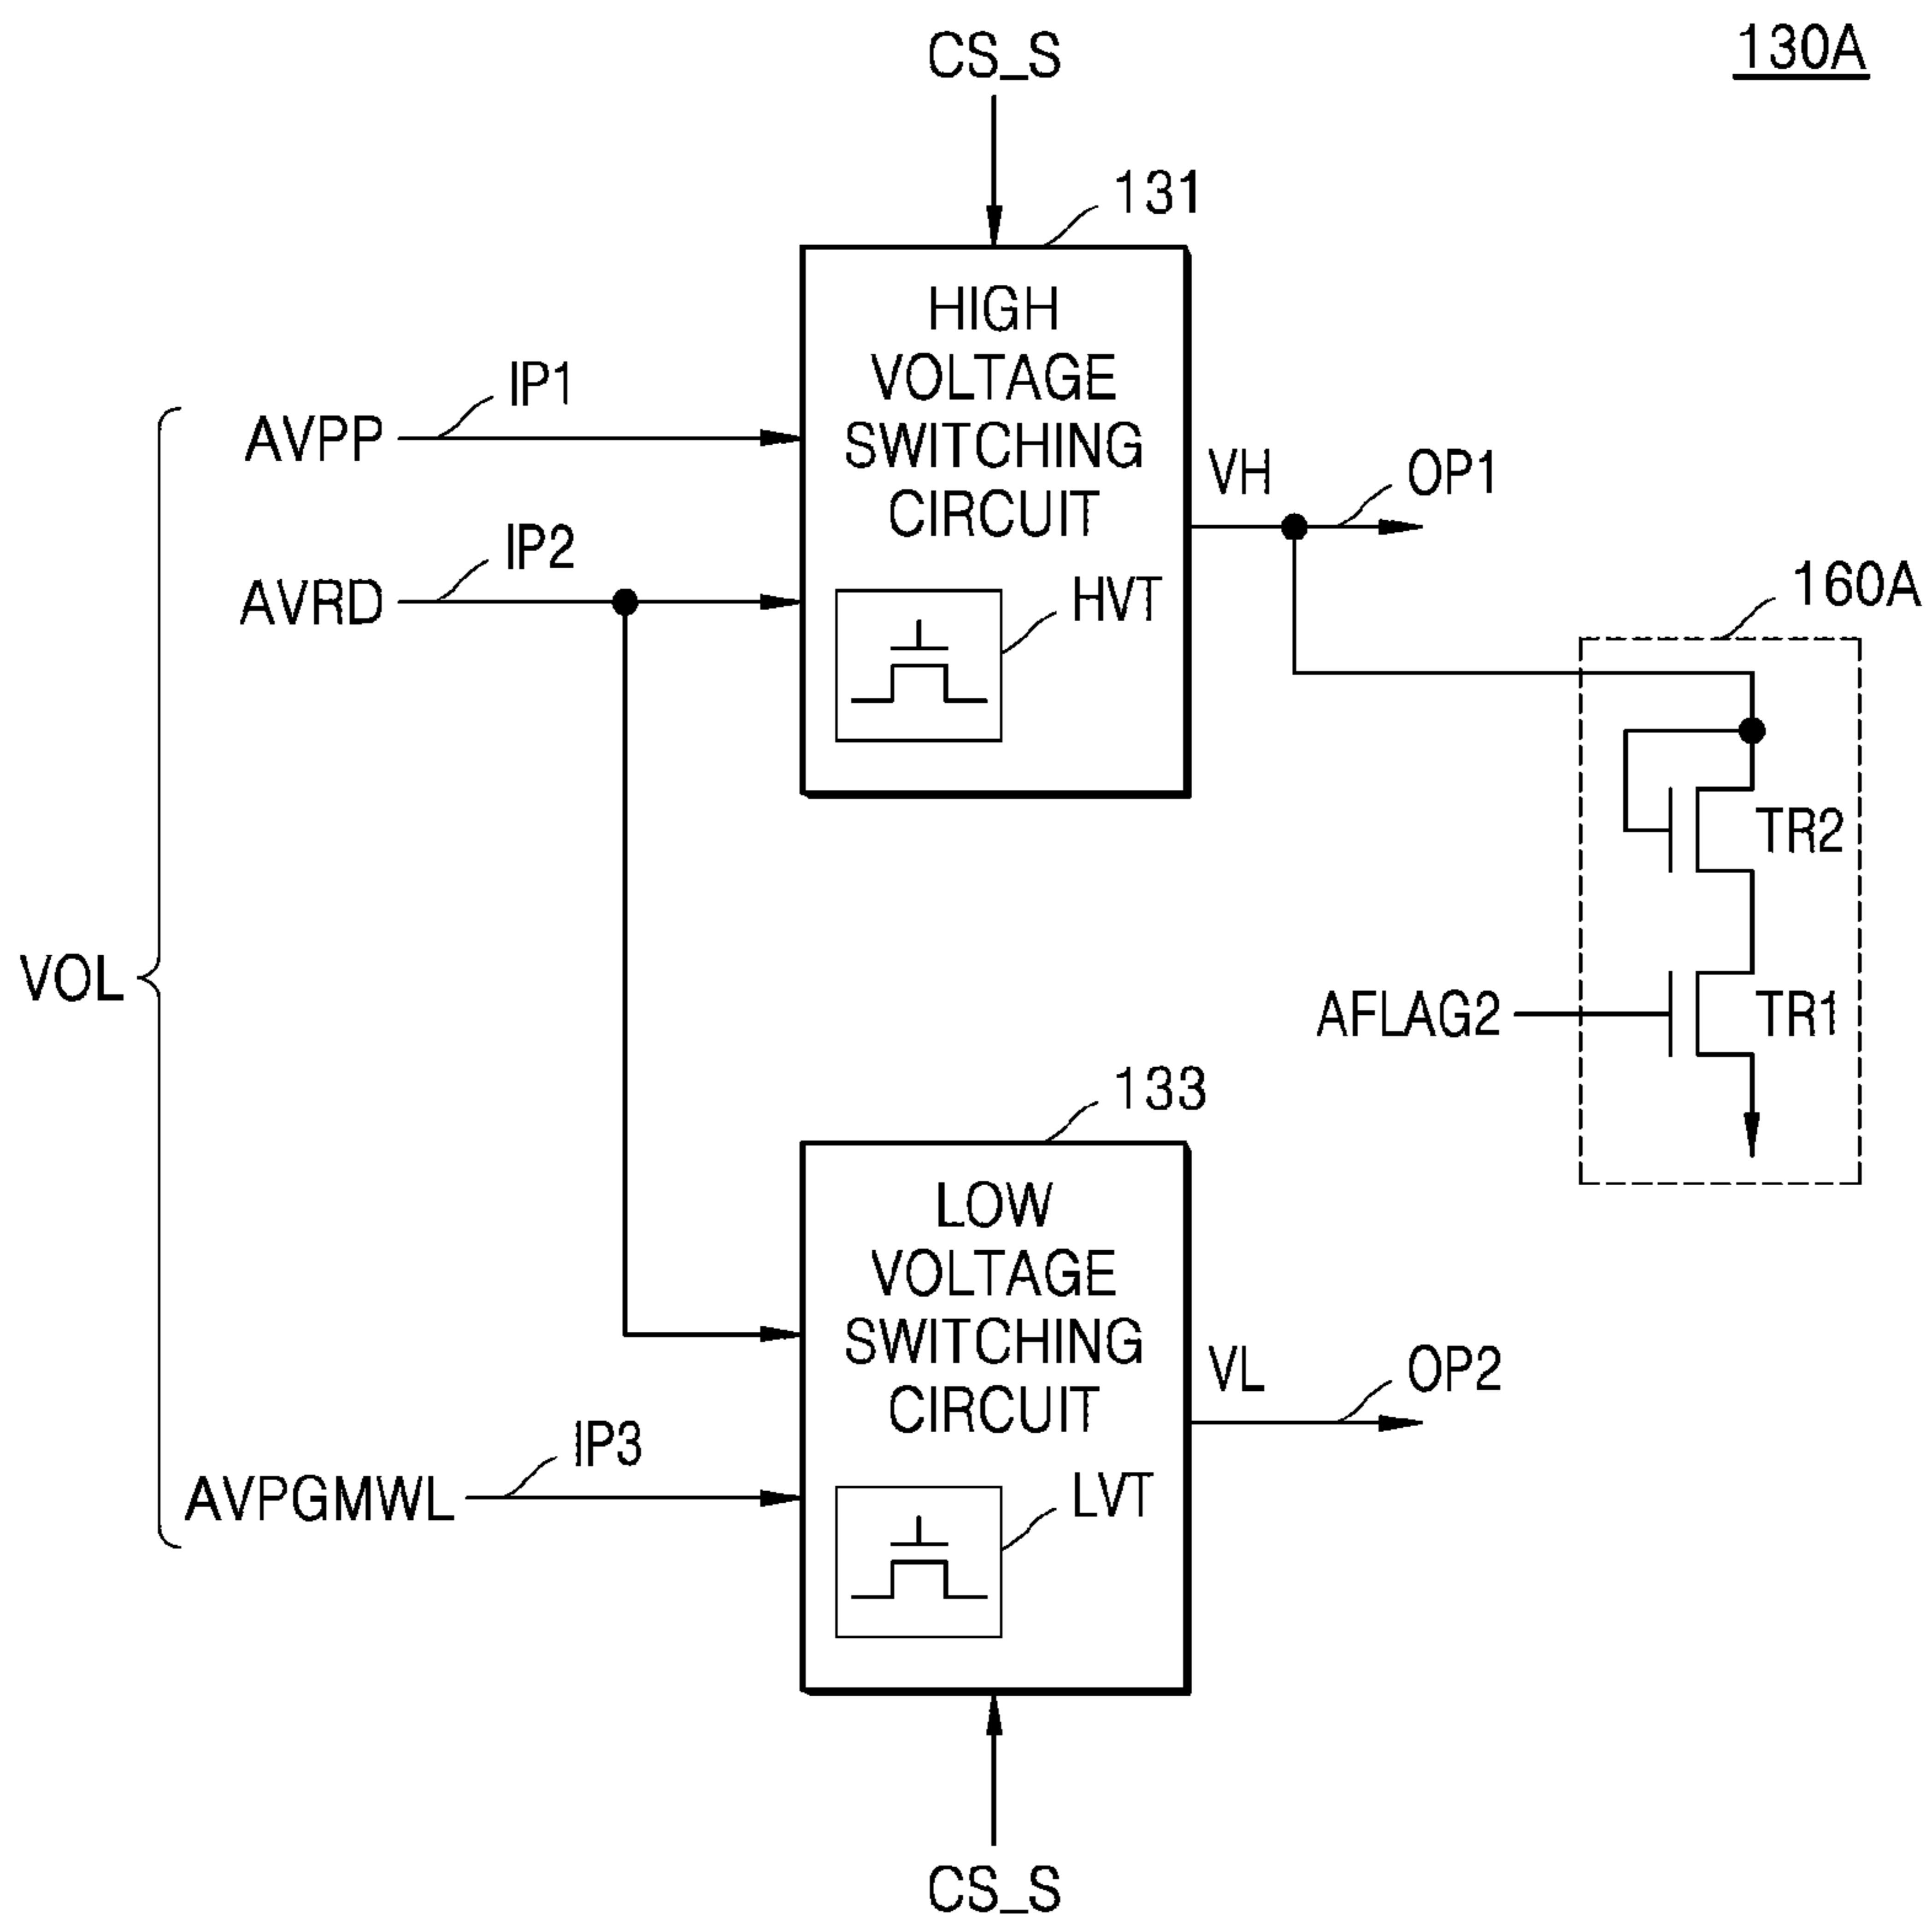 130A
CS_S
131
HIGH
VOLTAGE
SWITCHING
CIRCUIT
HVT
AVPP
IP1
AVRD
IP2
VH
OP1
160A
TR2
TR1
AFLAG2
VOL
133
LOW
VOLTAGE
SWITCHING
CIRCUIT
LVT
AVPGMWL
IP3
VL
OP2
CS_S